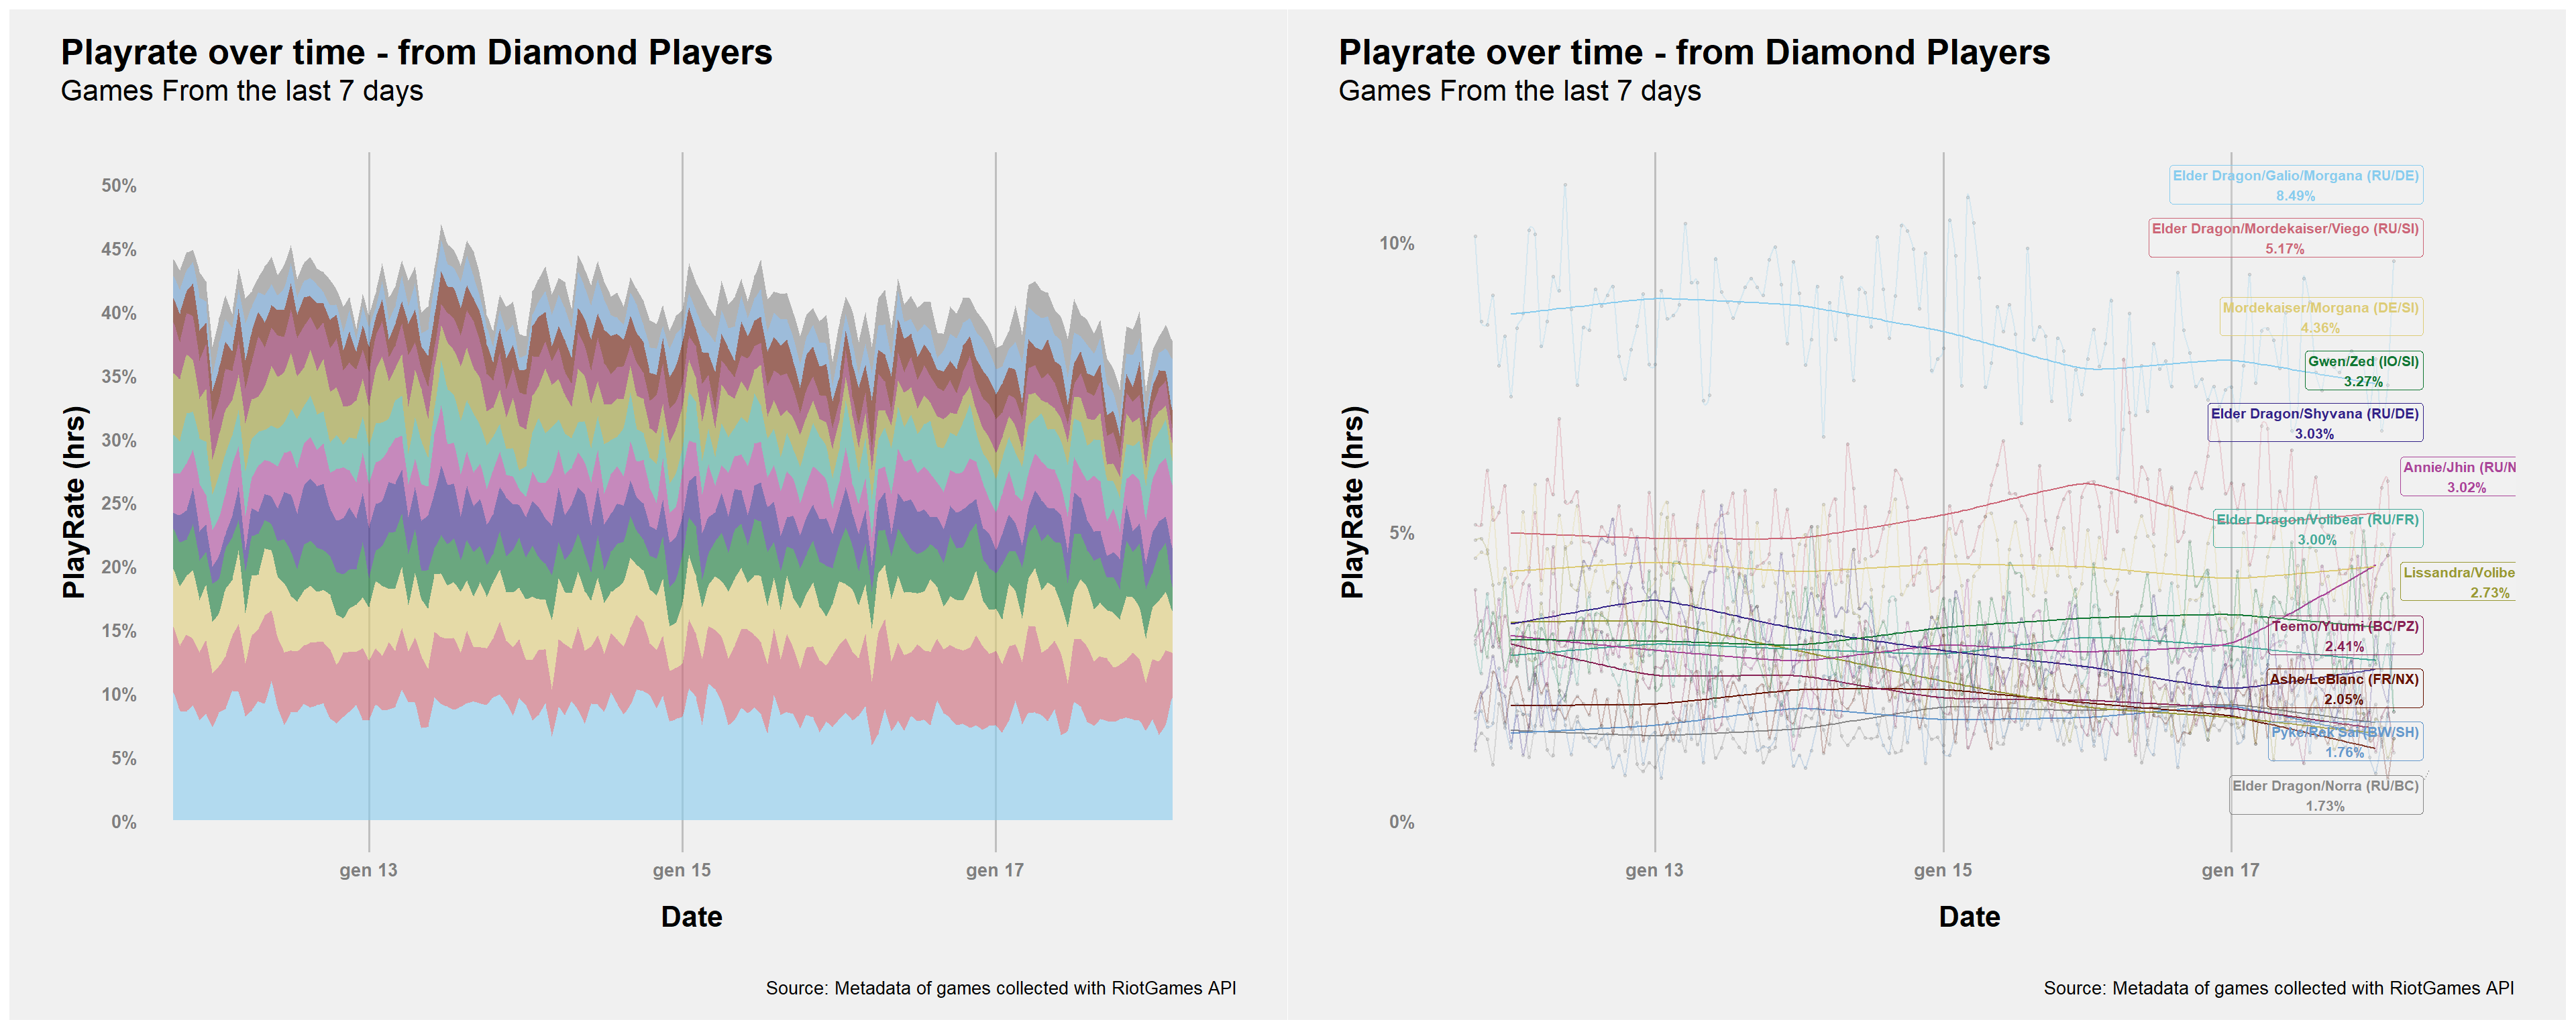 Playrate over time - from Diamond Players
Games From the last 7 days
PlayRate (hrs)
50%
45%
40%
35%
30%
25%
20%
15%
10%
5%
0%
gen 13
gen 15
gen 17
Date
Source: Metadata of games collected with RiotGames API
Playrate over time - from Diamond Players
Games From the last 7 days
PlayRate (hrs)
10%
5%
0%
Elder Dragon/Galio/Morgana (RU/DE)
8.49%
Elder Dragon/Mordekaiser/Viego (RU/SI)
5.17%
Mordekaiser/Morgana (DE/SI)
4.36%
Gwen/Zed (IO/SI)
3.27%
Elder Dragon/Shyvana (RU/DE)
3.03%
Annie/Jhin (RU/N
3.02%
Elder Dragon/Volibear (RU/FR)
3.00%
Lissandra/Volibe
2.73%
Teemo/Yuumi (BC/PZ)
2.41%
Ashe/LeBlanc (FR/NX)
2.05%
Pyke/Rek'Sai (BW/SH)
1.76%
Elder Dragon/Norra (RU/BC)
1.73%
gen 13
gen 15
gen 17
Date
Source: Metadata of games collected with RiotGames API